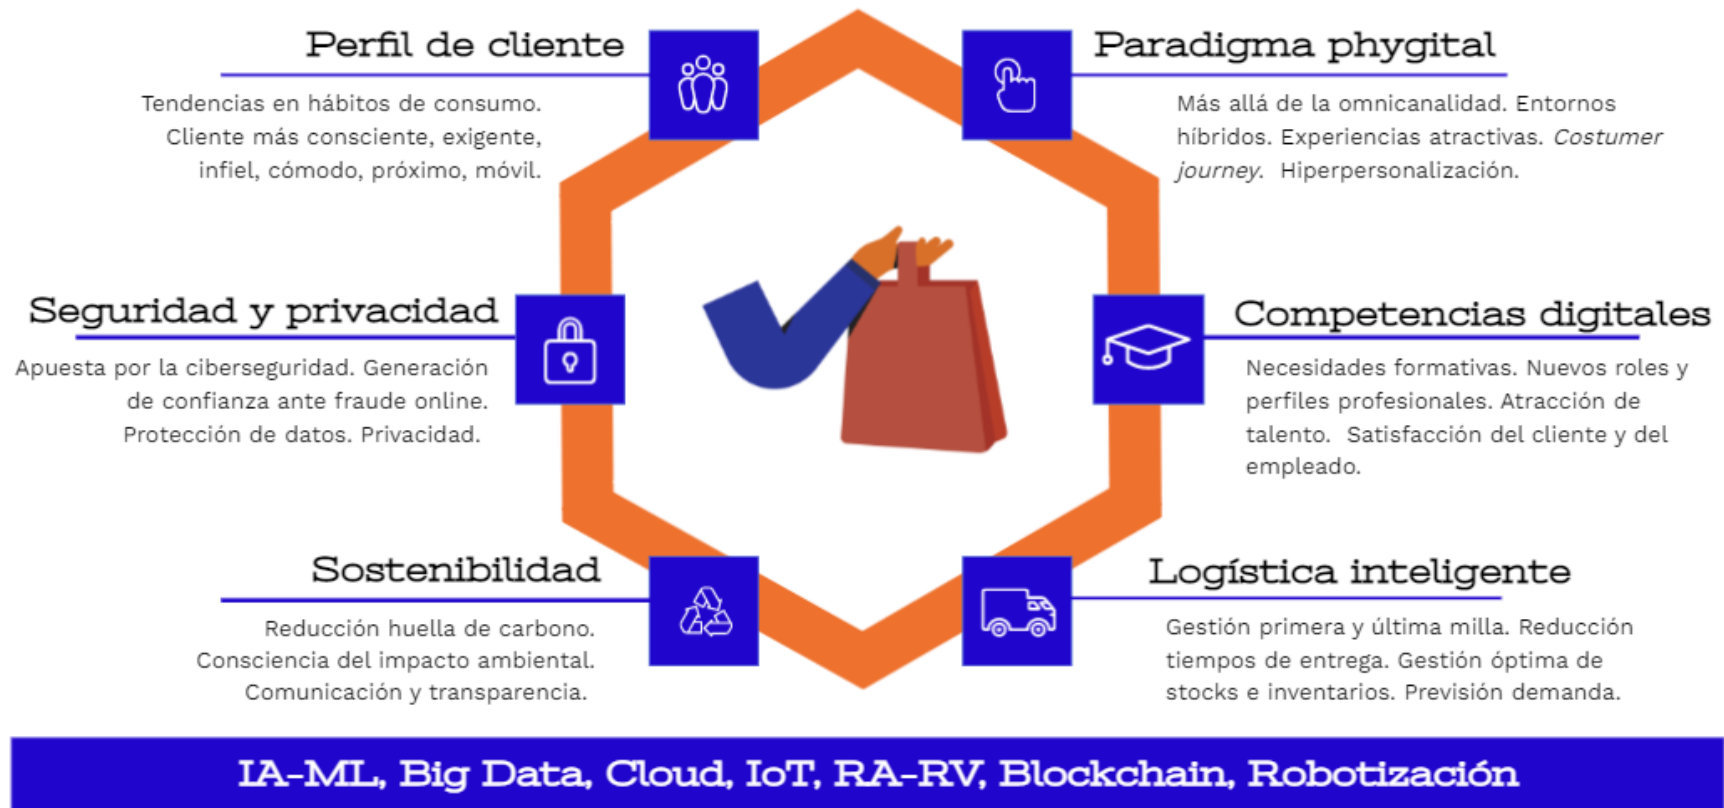 Perfil de cliente
Tendencias en hábitos de consumo.
Cliente más consciente, exigente,
infiel, cómodo, próximo, móvil.
Paradigma phygital
Más allá de la omnicanalidad. Entornos
híbridos. Experiencias atractivas. Costumer
journey. Hiperpersonalización.
Seguridad y privacidad
Apuesta por la ciberseguridad. Generación
de confianza ante fraude online.
Protección de datos. Privacidad.
Competencias digitales
Necesidades formativas. Nuevos roles y
perfiles profesionales. Atracción de
talento. Satisfacción del cliente y del
empleado.
Sostenibilidad
Reducción huella de carbono.
Consciencia del impacto ambiental.
Comunicación y transparencia.
Logística inteligente
Gestión primera y última milla. Reducción
tiempos de entrega. Gestión óptima de
stocks e inventarios. Previsión demanda.
IA-ML, Big Data, Cloud, IoT, RA-RV, Blockchain, Robotización